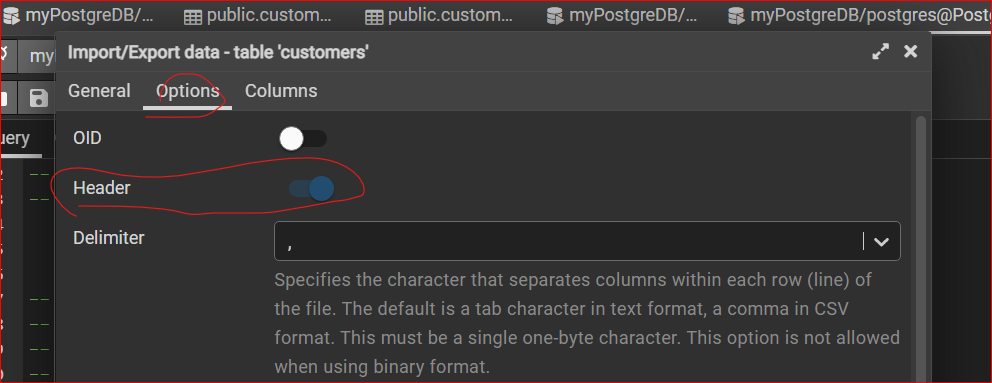 myPostgreDB/... public.custom... public.custom... myPostgreDB/... myPostgreDB/postgres@Postg
Import/Export data - table 'customers'
General Options Columns
OID
Header
Delimiter
,
Specifies the character that separates columns within each row (line) of
the file. The default is a tab character in text format, a comma in CSV
format. This must be a single one-byte character. This option is not allowed
when using binary format.